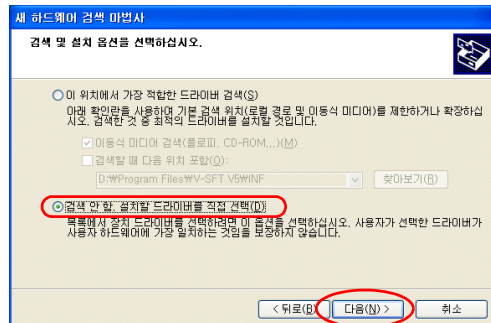 새 하드웨어 검색 마법사
검색 및 설치 옵션을 선택하십시오.
이 위치에서 가장 적합한 드라이버 검색(S)
아래 확인란을 사용하여 기본 검색 위치(로컬 경로 및 이동식 미디어)를 제한하거나 확장하십
시오. 검색한 것 중 최적의 드라이버를 설치할 것입니다.
이동식 미디어 검색(플로피, CD-ROM...)(M)
검색할 때 다음 위치 포함(O):
D:₩Program Files₩V-SFT V5₩INF
찾아보기(R)
검색 안 함. 설치할 드라이버를 직접 선택(D)
목록에서 장치 드라이버를 선택하려면 이 옵션을 선택하십시오. 사용자가 선택한 드라이버가
사용자 하드웨어에 가장 일치하는 것임을 보장하지 않습니다.
< 뒤로(B)
다음(N) >
취소